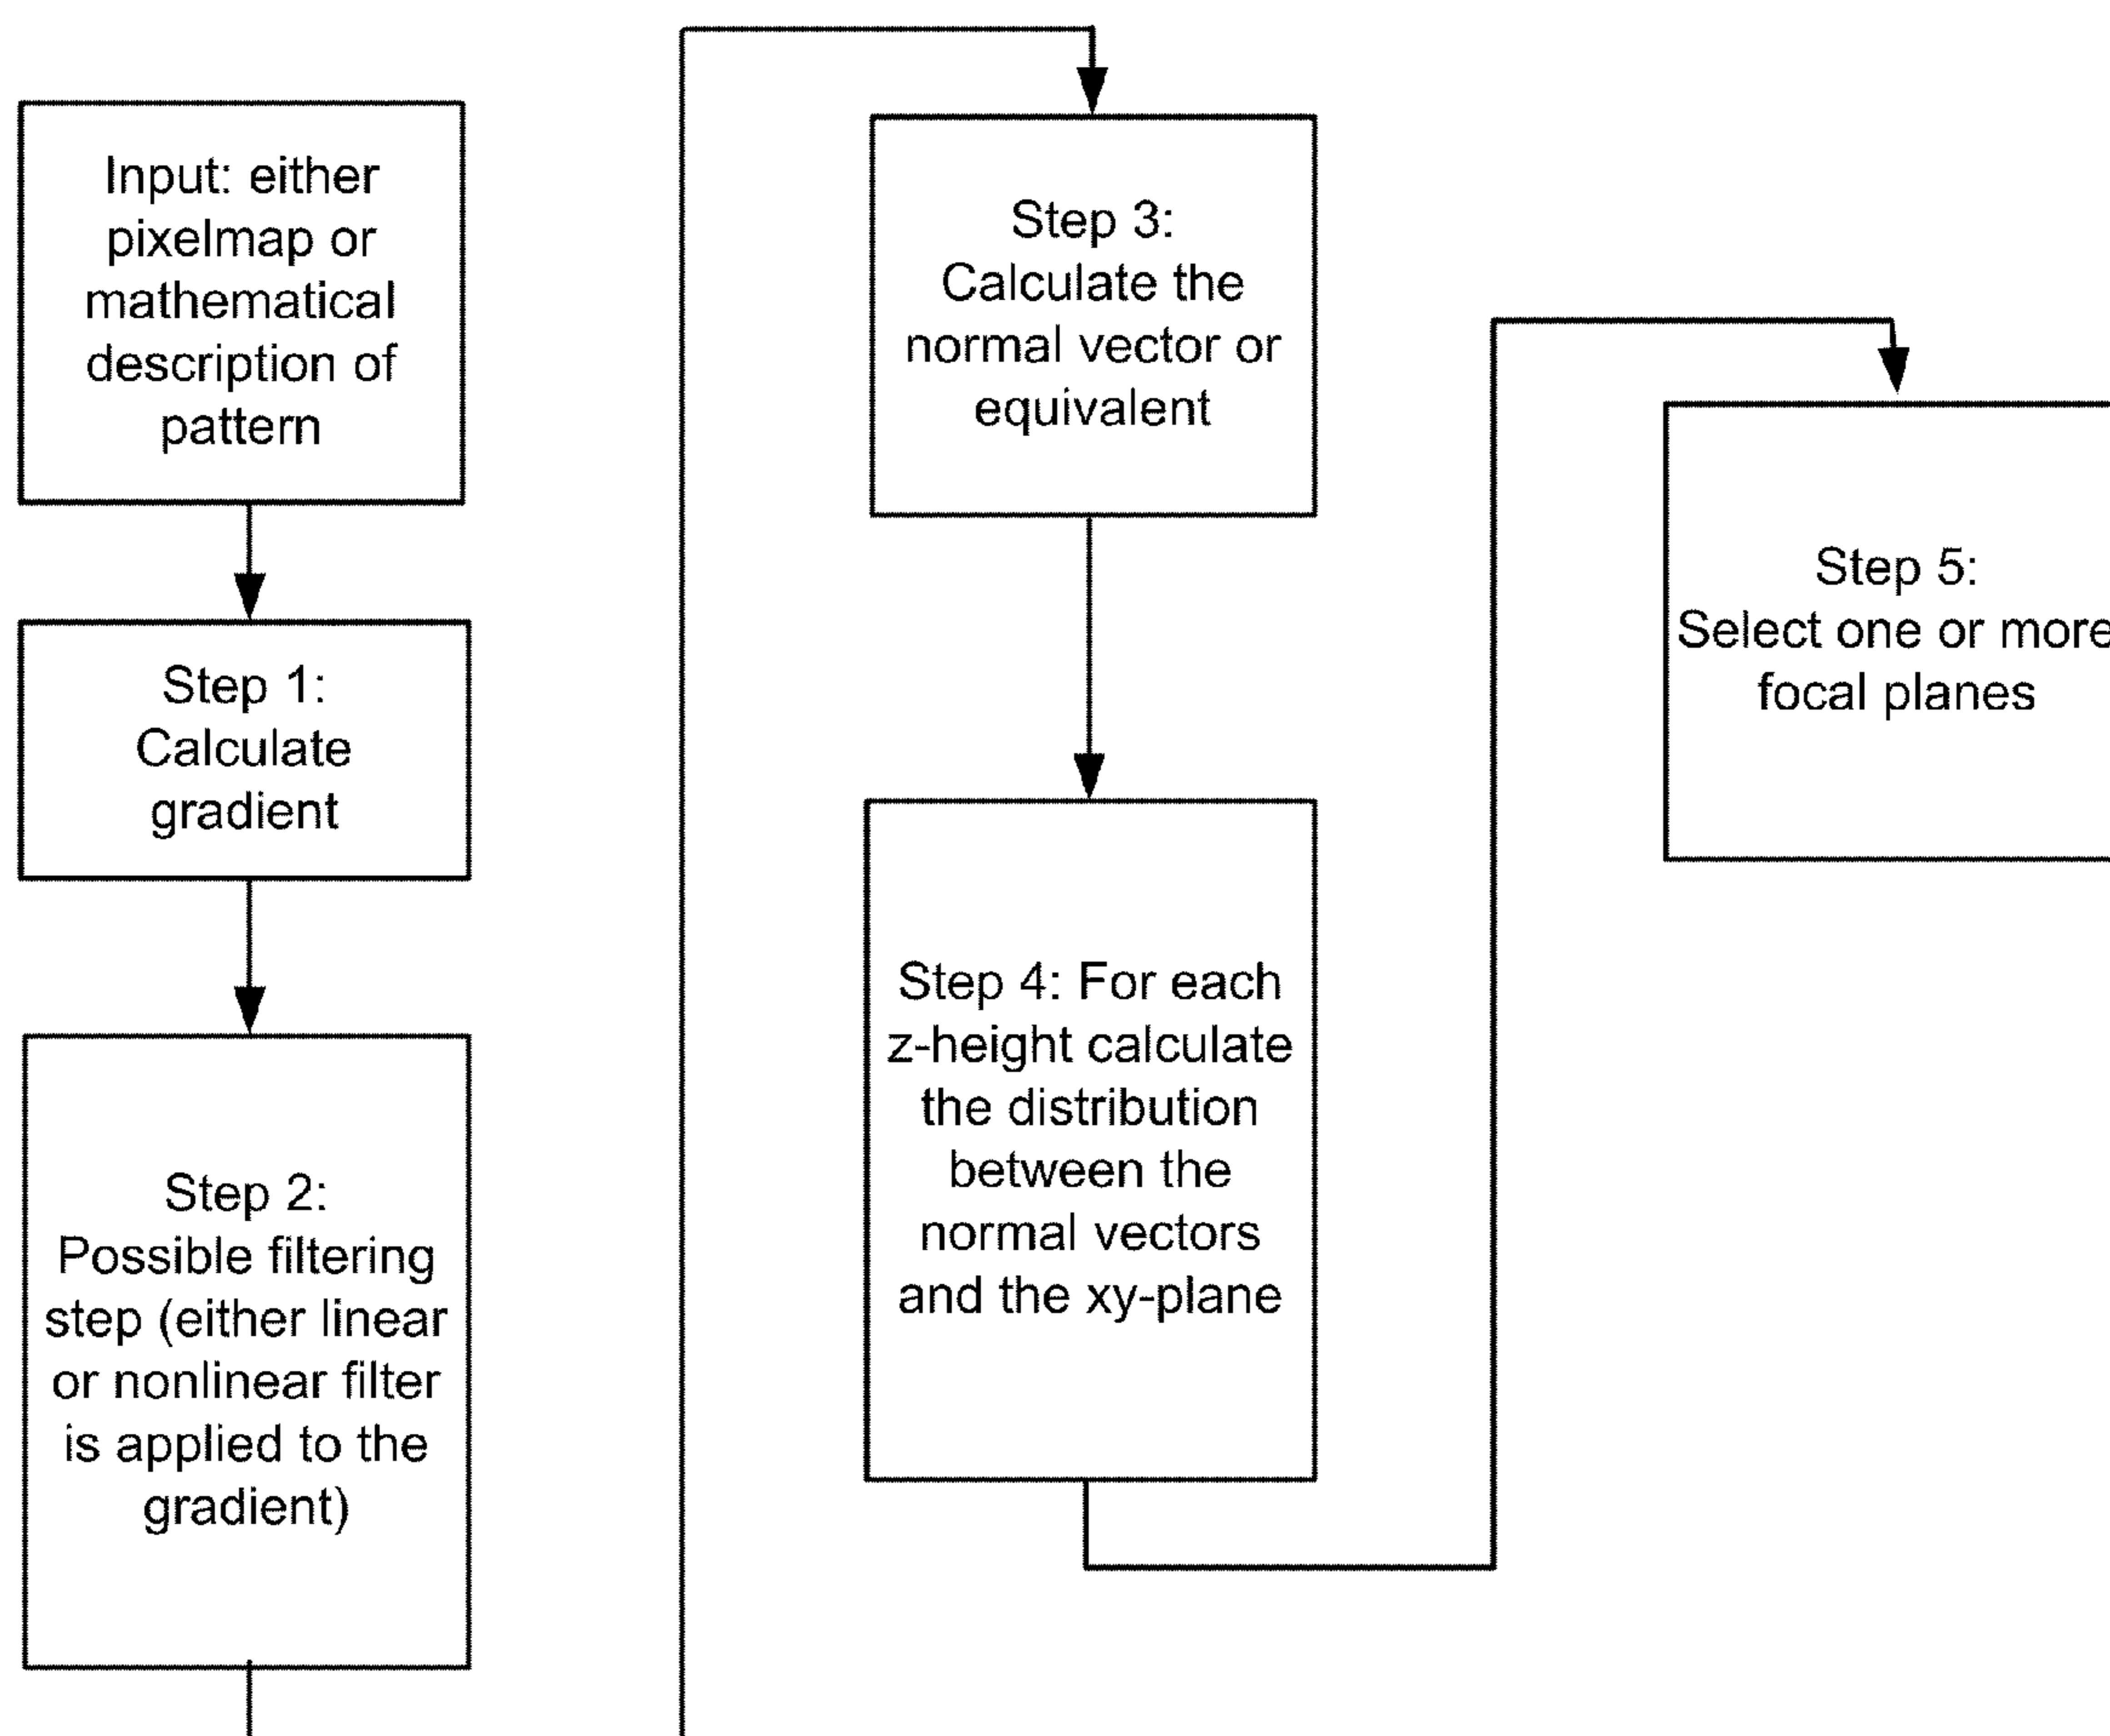 Input: either
pixelmap or
mathematical
description of
pattern
Step 1:
Calculate
gradient
Step 2:
Possible filtering
step (either linear
or nonlinear filter
is applied to the
gradient)
Step 3:
Calculate the
normal vector or
equivalent
Step 4: For each
z-height calculate
the distribution
between the
normal vectors
and the xy-plane
Step 5:
Select one or more
focal planes